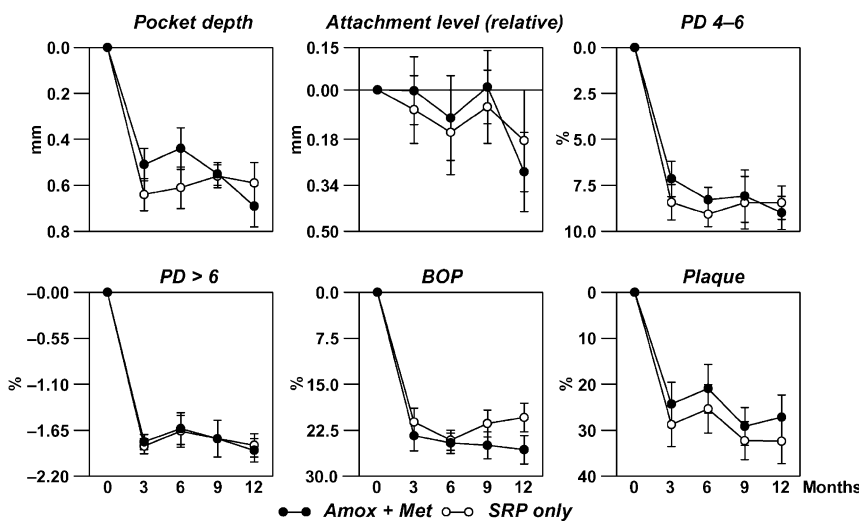 Pocket depth
Attachment level (relative)
PD 4–6
0.0
0.2
0.4
0.6
0.8
mm
0.15
0.00
0.18
0.34
0.50
mm
0.0
2.5
5.0
7.5
10.0
%
PD > 6
BOP
Plaque
–0.00
–0.55
–1.10
–1.65
–2.20
%
0.0
7.5
15.0
22.5
30.0
0
10
20
30
40
%
0 3 6 9 12
0 3 6 9 12
0 3 6 9 12 Months
Amox + Met SRP only